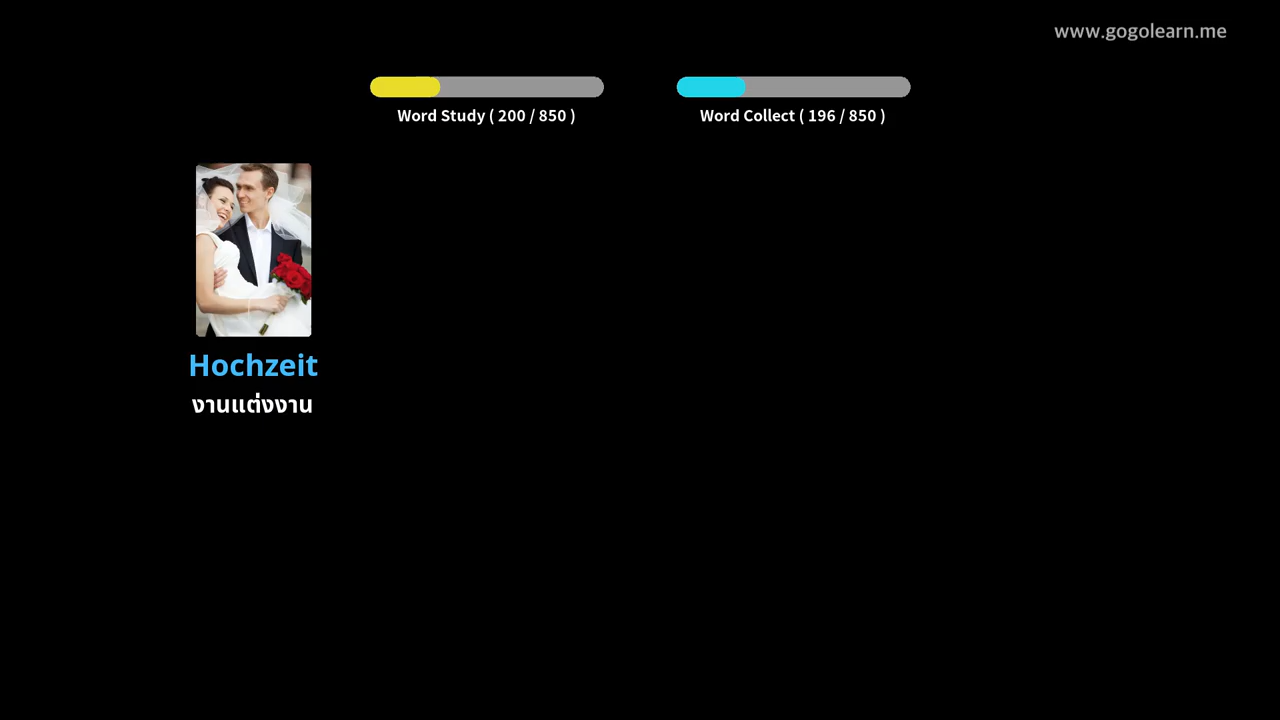 www.gogolearn.me
Word Study ( 200 / 850 )
Word Collect ( 196 / 850 )
Hochzeit
งานแต่งงาน